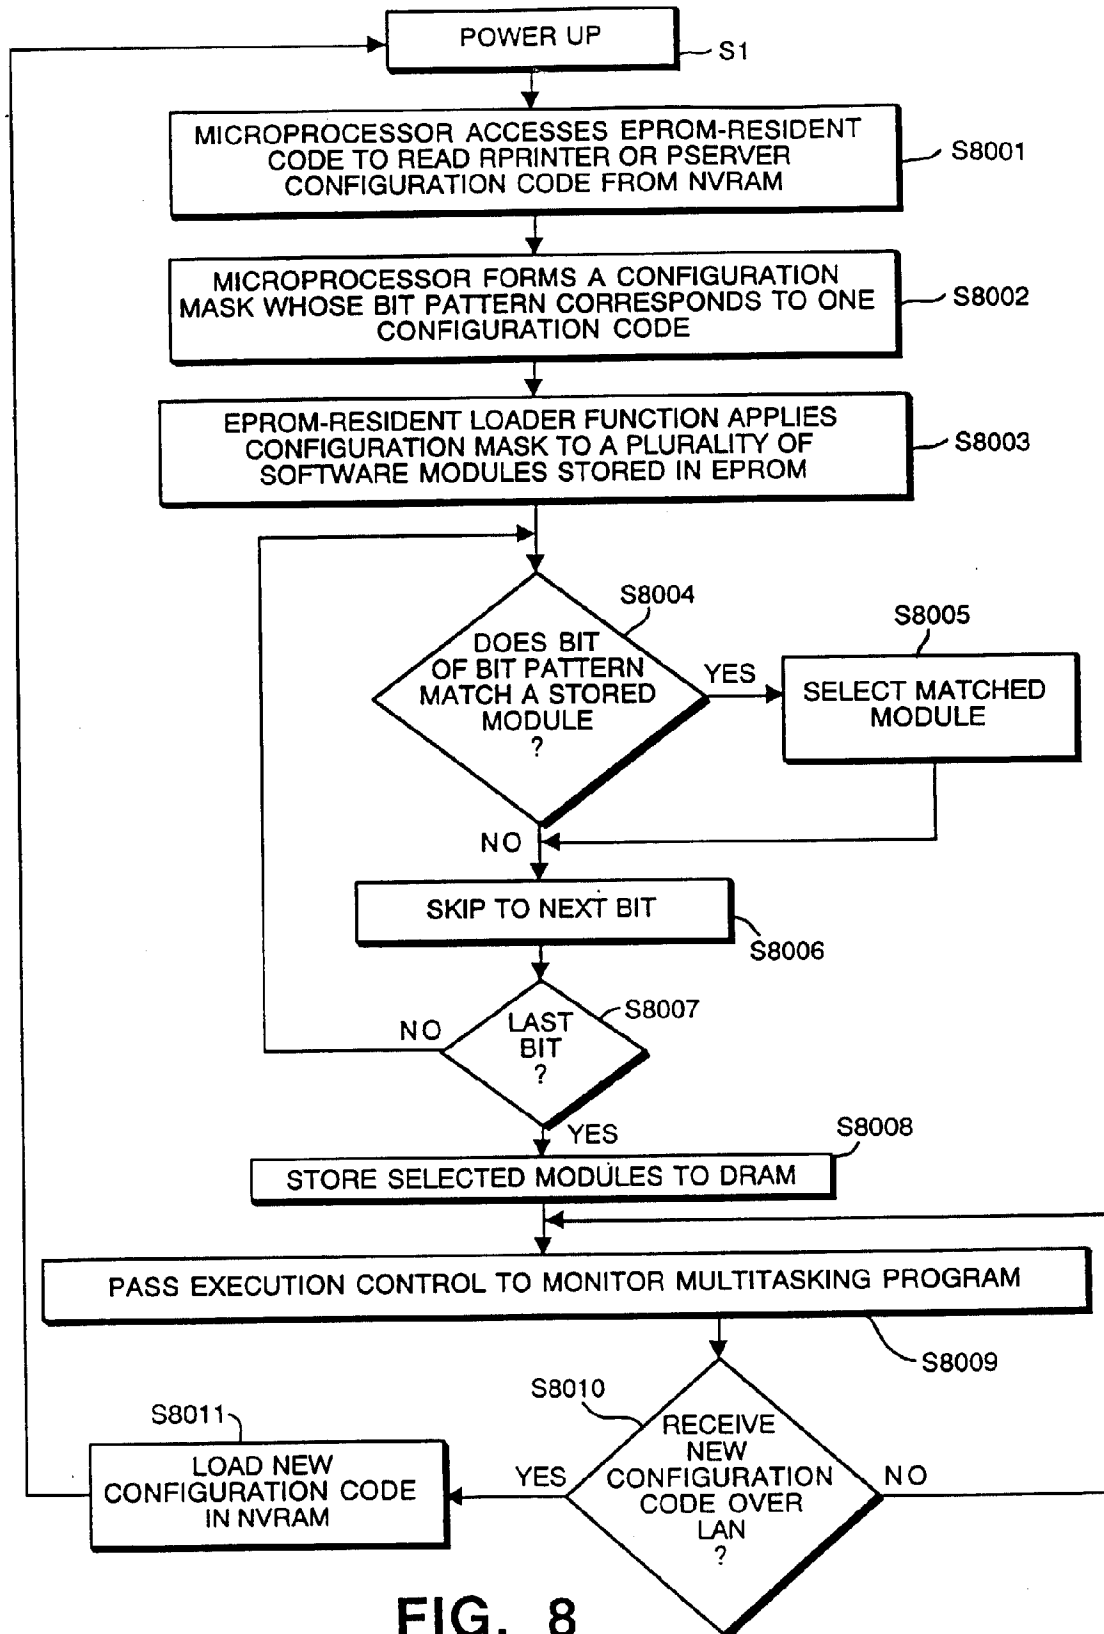 POWER UP
S1
MICROPROCESSOR ACCESSES EPROM-RESIDENT
CODE TO READ RPRINTER OR PSERVER
CONFIGURATION CODE FROM NVRAM
S8001
MICROPROCESSOR FORMS A CONFIGURATION
MASK WHOSE BIT PATTERN CORRESPONDS TO ONE
CONFIGURATION CODE
S8002
EPROM-RESIDENT LOADER FUNCTION APPLIES
CONFIGURATION MASK TO A PLURALITY OF
SOFTWARE MODULES STORED IN EPROM
S8003
S8004
DOES BIT
OF BIT PATTERN
MATCH A STORED
MODULE
?
YES
S8005
SELECT MATCHED
MODULE
NO
SKIP TO NEXT BIT
S8006
S8007
LAST
BIT
?
NO
YES
S8008
STORE SELECTED MODULES TO DRAM
PASS EXECUTION CONTROL TO MONITOR MULTITASKING PROGRAM
S8009
S8010
RECEIVE
NEW
CONFIGURATION
CODE OVER
LAN
?
YES
NO
S8011
LOAD NEW
CONFIGURATION CODE
IN NVRAM
FIG. 8